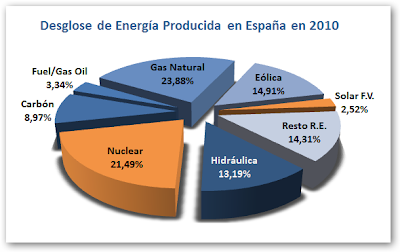 Desglose de Energía Producida en España en 2010
Gas Natural
23,88%
Eólica
14,91%
Solar F.V.
2,52%
Resto R.E.
14,31%
Hidráulica
13,19%
Nuclear
21,49%
Carbón
8,97%
Fuel/Gas Oil
3,34%